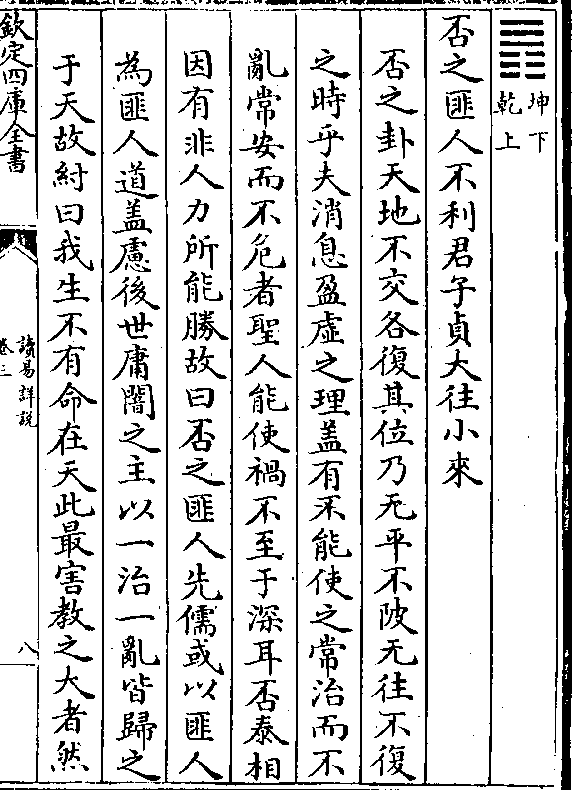 坤下
乾上
否之匪人不利君子貞大往小來
否之卦天地不交各復其位乃无平不陂无往不復
之時乎夫消息盈虛之理蓋有不能使之常治而不
亂常安而不危者聖人能使禍不至于深耳否泰相
因有非人力所能勝故曰否之匪人先儒或以匪人
為匪人道蓋慮後世庸闇之主以一治一亂皆歸之
于天故紂曰我生不有命在天此最害教之大者然
欽定四庫全書
讀易詳說
卷三
八